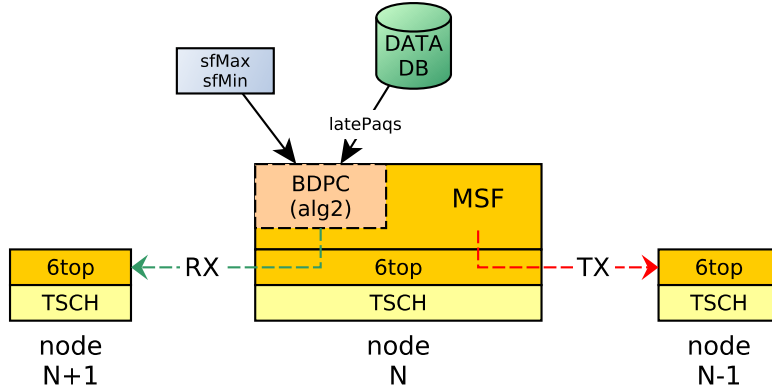 DATA
DB
sfMax
sfMin
latePaqs
BDPC
(alg2)
MSF
6top
RX
6top
TX
6top
TSCH
TSCH
TSCH
node
N+1
node
N
node
N-1